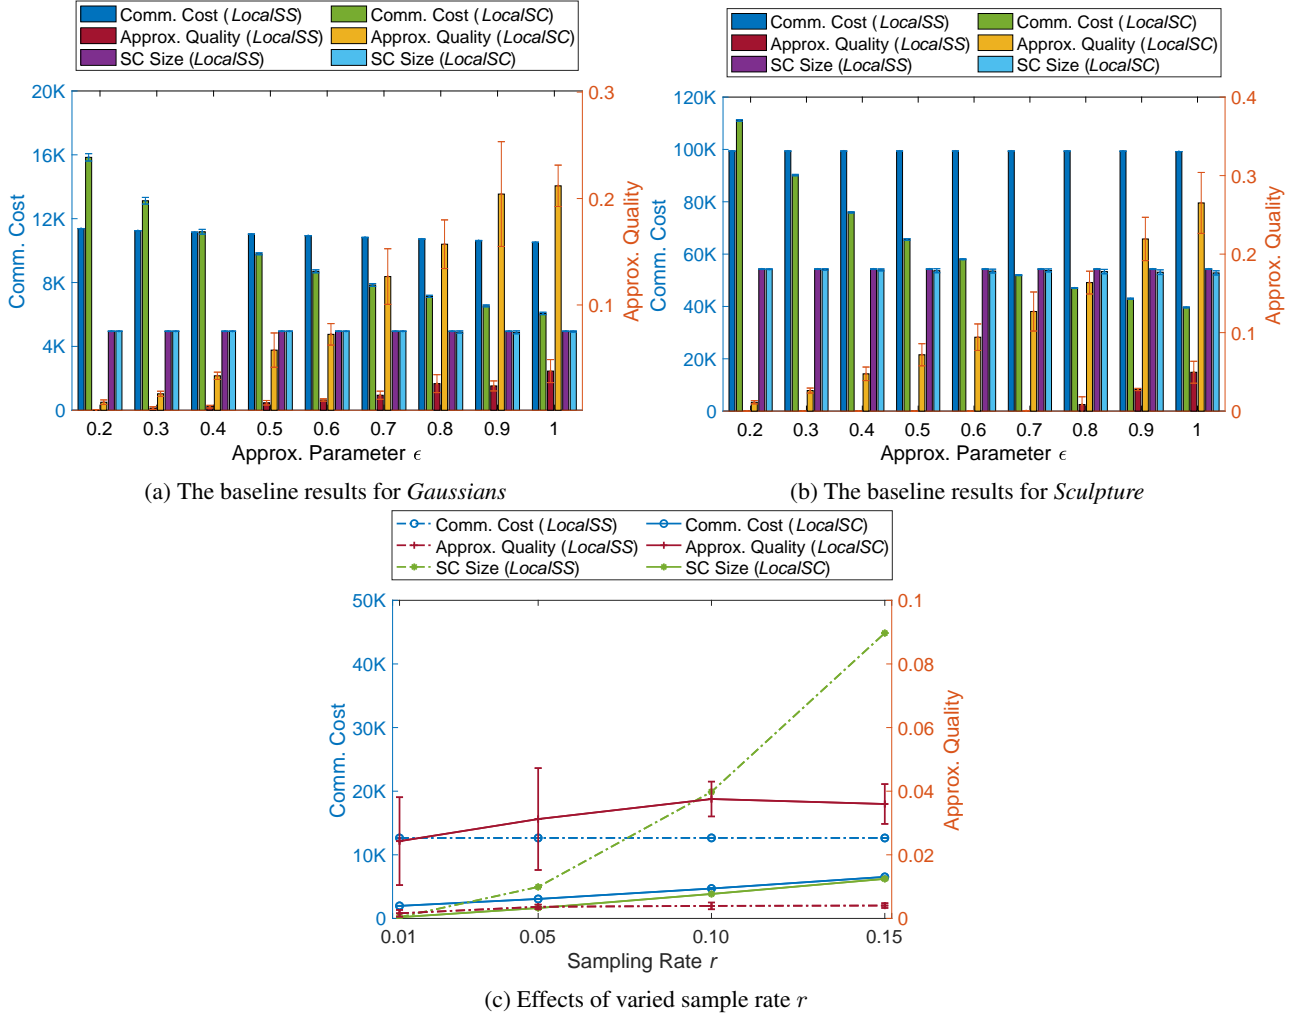 Comm. Cost (LocalSS) Comm. Cost (LocalSC)
Approx. Quality (LocalSS) Approx. Quality (LocalSC)
SC Size (LocalSS) SC Size (LocalSC)
20K
16K
12K
8K
4K
0
Comm. Cost
0.3
0.2
0.1
0
Approx. Quality
0.2 0.3 0.4 0.5 0.6 0.7 0.8 0.9 1
Approx. Parameter ϵ
(a) The baseline results for Gaussians
Comm. Cost (LocalSS) Comm. Cost (LocalSC)
Approx. Quality (LocalSS) Approx. Quality (LocalSC)
SC Size (LocalSS) SC Size (LocalSC)
120K
100K
80K
60K
40K
20K
0
Comm. Cost
0.4
0.3
0.2
0.1
0
Approx. Quality
0.2 0.3 0.4 0.5 0.6 0.7 0.8 0.9 1
Approx. Parameter ϵ
(b) The baseline results for Sculpture
Comm. Cost (LocalSS) Comm. Cost (LocalSC)
Approx. Quality (LocalSS) Approx. Quality (LocalSC)
SC Size (LocalSS) SC Size (LocalSC)
50K
40K
30K
20K
10K
0
Comm. Cost
0.1
0.08
0.06
0.04
0.02
0
Approx. Quality
0.01 0.05 0.10 0.15
Sampling Rate r
(c) Effects of varied sample rate r